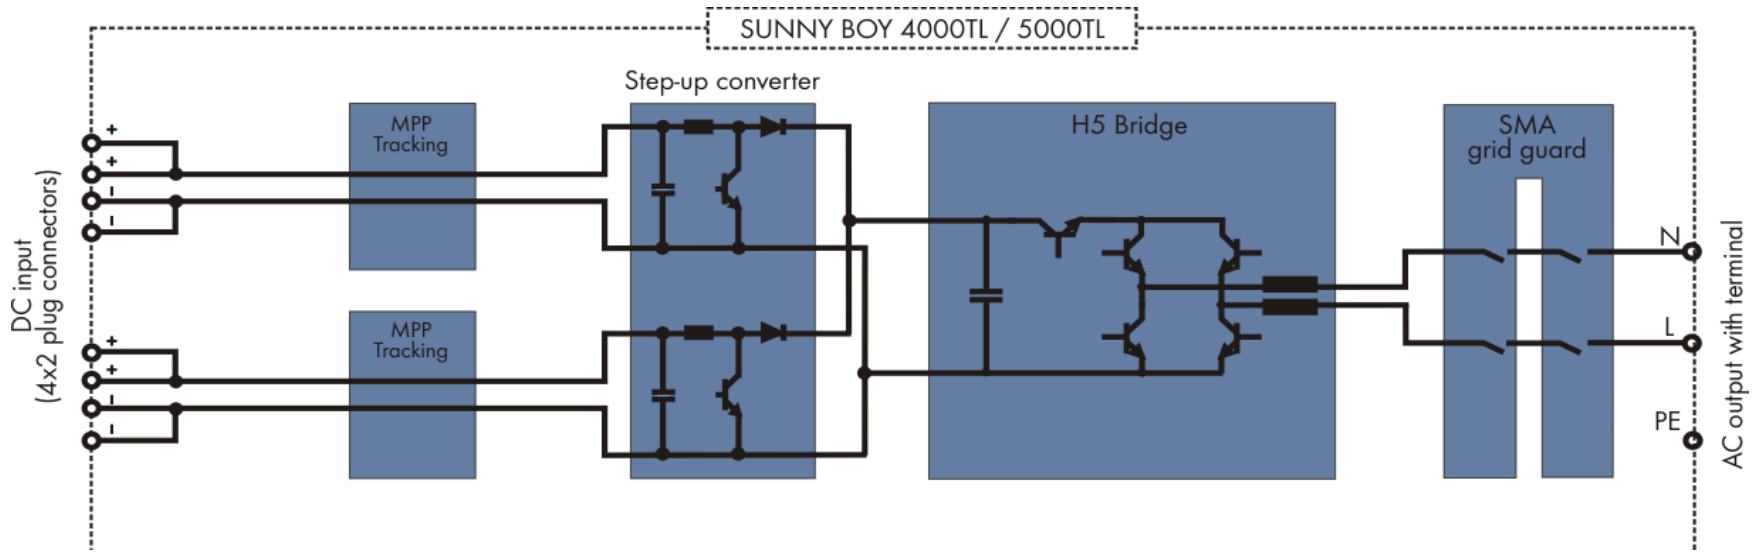 SUNNY BOY 4000TL / 5000TL
Step-up converter
MPP
Tracking
H5 Bridge
SMA
grid guard
+
+
-
-
DC input
(4x2 plug connectors)
MPP
Tracking
+
+
-
-
N
L
PE
AC output with terminal